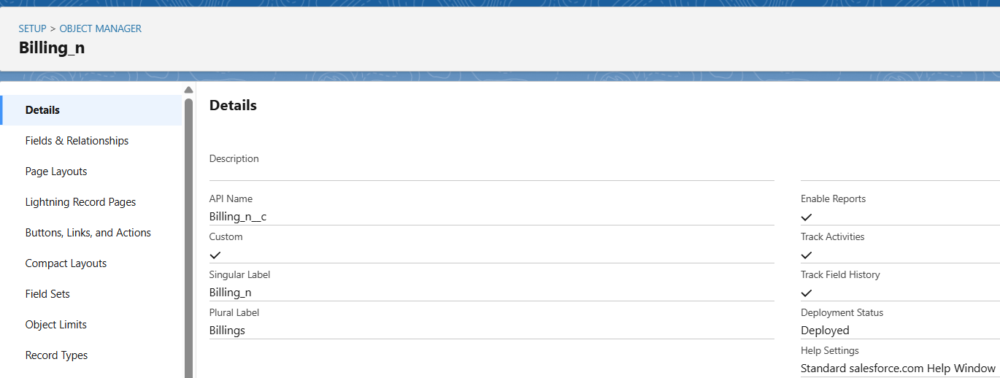 SETUP > OBJECT MANAGER
Billing_n
Details
Fields & Relationships
Page Layouts
Lightning Record Pages
Buttons, Links, and Actions
Compact Layouts
Field Sets
Object Limits
Record Types
Details
Description
API Name
Billing_n__c
Custom
Singular Label
Billing_n
Plural Label
Billings
Enable Reports
Track Activities
Track Field History
Deployment Status
Deployed
Help Settings
Standard salesforce.com Help Window